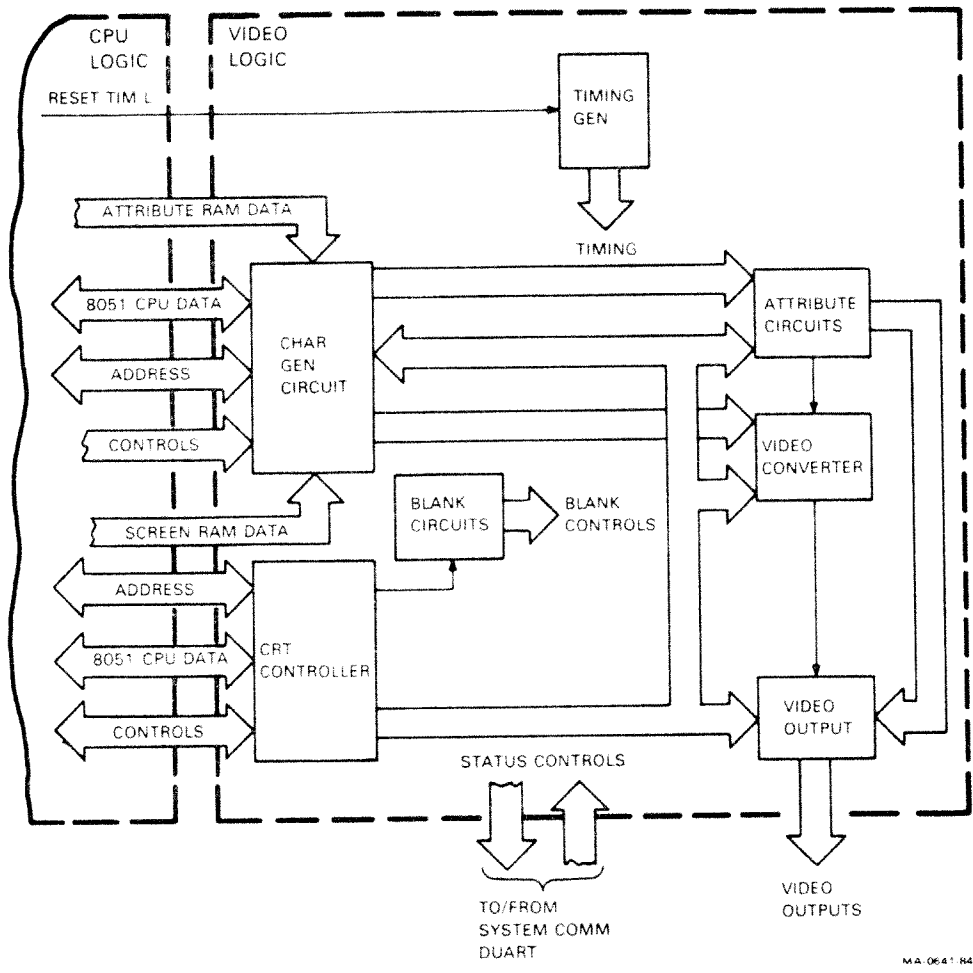 CPU
LOGIC
VIDEO
LOGIC
RESET TIM L
TIMING
GEN
ATTRIBUTE RAM DATA
TIMING
8051 CPU DATA
ATTRIBUTE
CIRCUITS
CHAR
GEN
CIRCUIT
ADDRESS
CONTROLS
VIDEO
CONVERTER
BLANK
CIRCUITS
BLANK
CONTROLS
SCREEN RAM DATA
ADDRESS
8051 CPU DATA
CRT
CONTROLLER
CONTROLS
VIDEO
OUTPUT
STATUS CONTROLS
VIDEO
OUTPUTS
TO/FROM
SYSTEM COMM
DUART
MA-0641-84